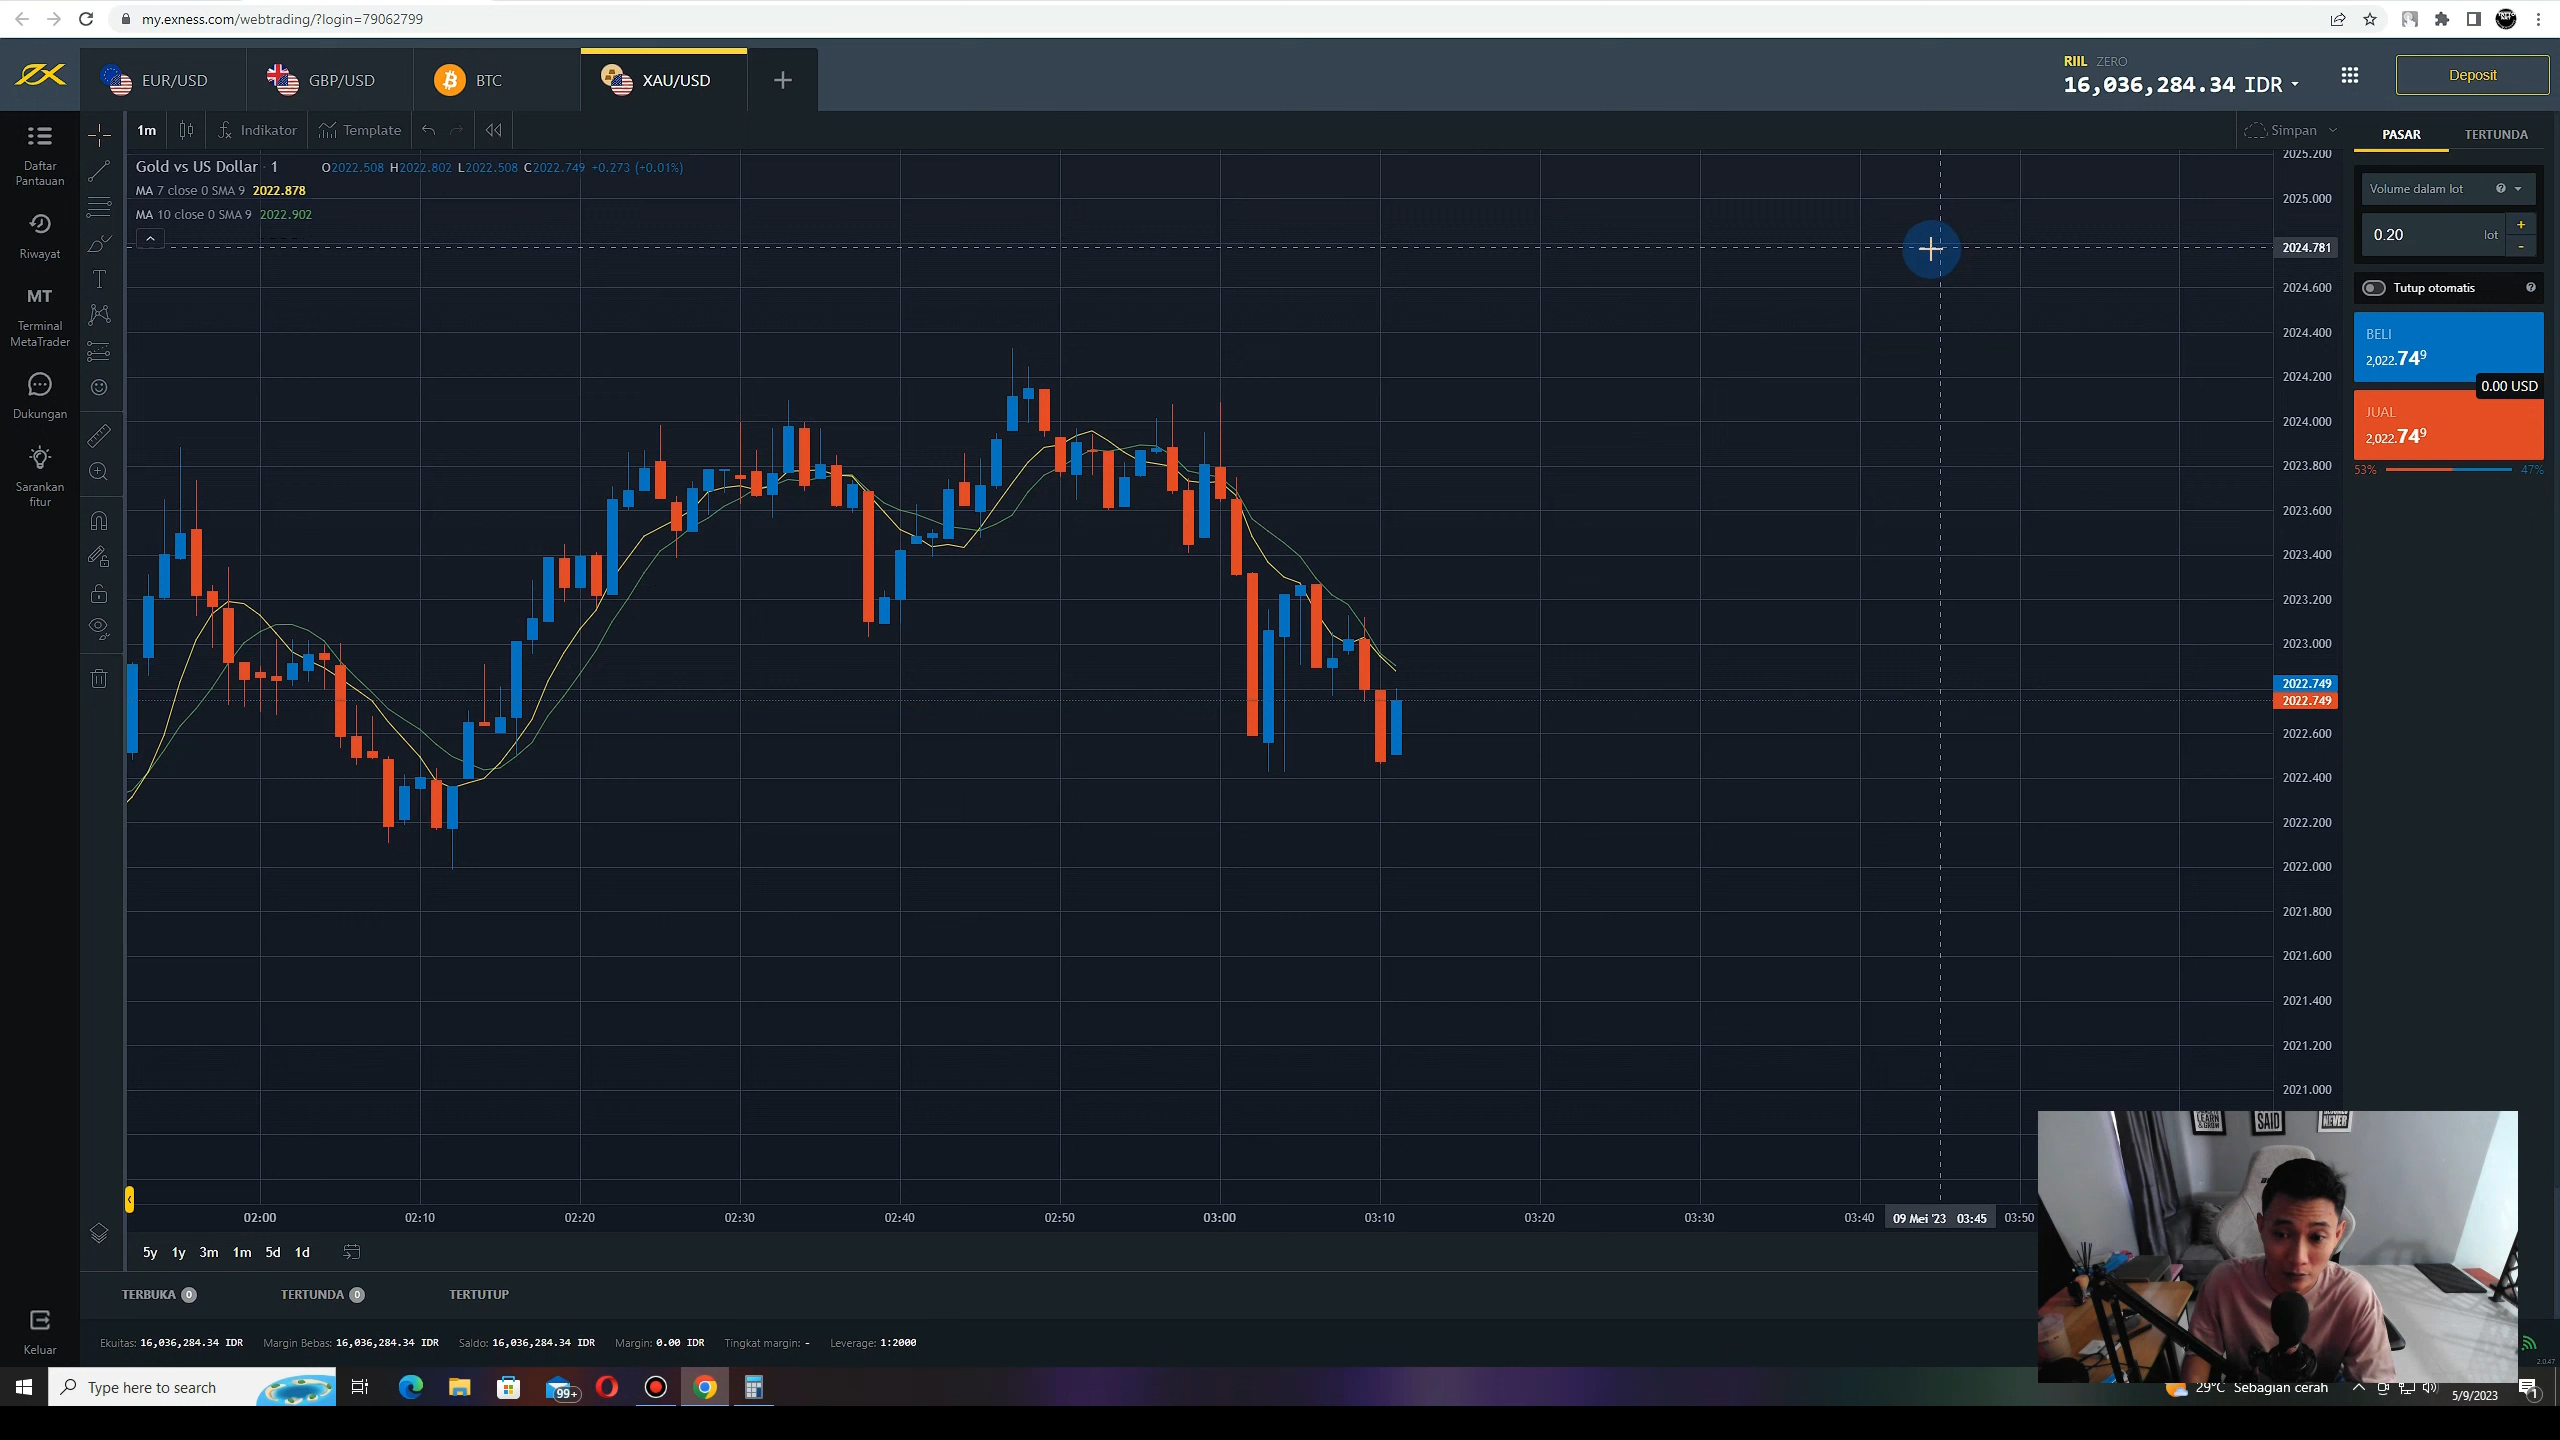 my.exness.com/webtrading/?login=79062799
EUR/USD
GBP/USD
BTC
XAU/USD
RIIL ZERO
16,036,284.34 IDR
Deposit
Daftar
Pantauan
Riwayat
MT
Terminal
MetaTrader
Dukungan
Sarankan
fitur
Keluar
1m
Indikator
Template
Simpan
Gold vs US Dollar · 1 O2022.508 H2022.802 L2022.508 C2022.749 +0.273 (+0.01%)
MA 7 close 0 SMA 9 2022.878
MA 10 close 0 SMA 9 2022.902
2025.200
2025.000
2024.781
2024.600
2024.400
2024.200
2024.000
2023.800
2023.600
2023.400
2023.200
2023.000
2022.749
2022.749
2022.600
2022.400
2022.200
2022.000
2021.800
2021.600
2021.400
2021.200
2021.000
PASAR TERTUNDA
Volume dalam lot
0.20 lot
+
-
Tutup otomatis
BELI
2,022.749
0.00 USD
JUAL
2,022.749
53% 47%
02:00 02:10 02:20 02:30 02:40 02:50 03:00 03:10 03:20 03:30 03:40 09 Mei '23 03:45 03:50
5y 1y 3m 1m 5d 1d
TERBUKA 0 TERTUNDA 0 TERTUTUP
Ekuitas: 16,036,284.34 IDR Margin Bebas: 16,036,284.34 IDR Saldo: 16,036,284.34 IDR Margin: 0.00 IDR Tingkat margin: - Leverage: 1:2000
LEARN
& GROW
SAID
NEVER
2.0.47
Type here to search
99+
29°C Sebagian cerah
5/9/2023
1